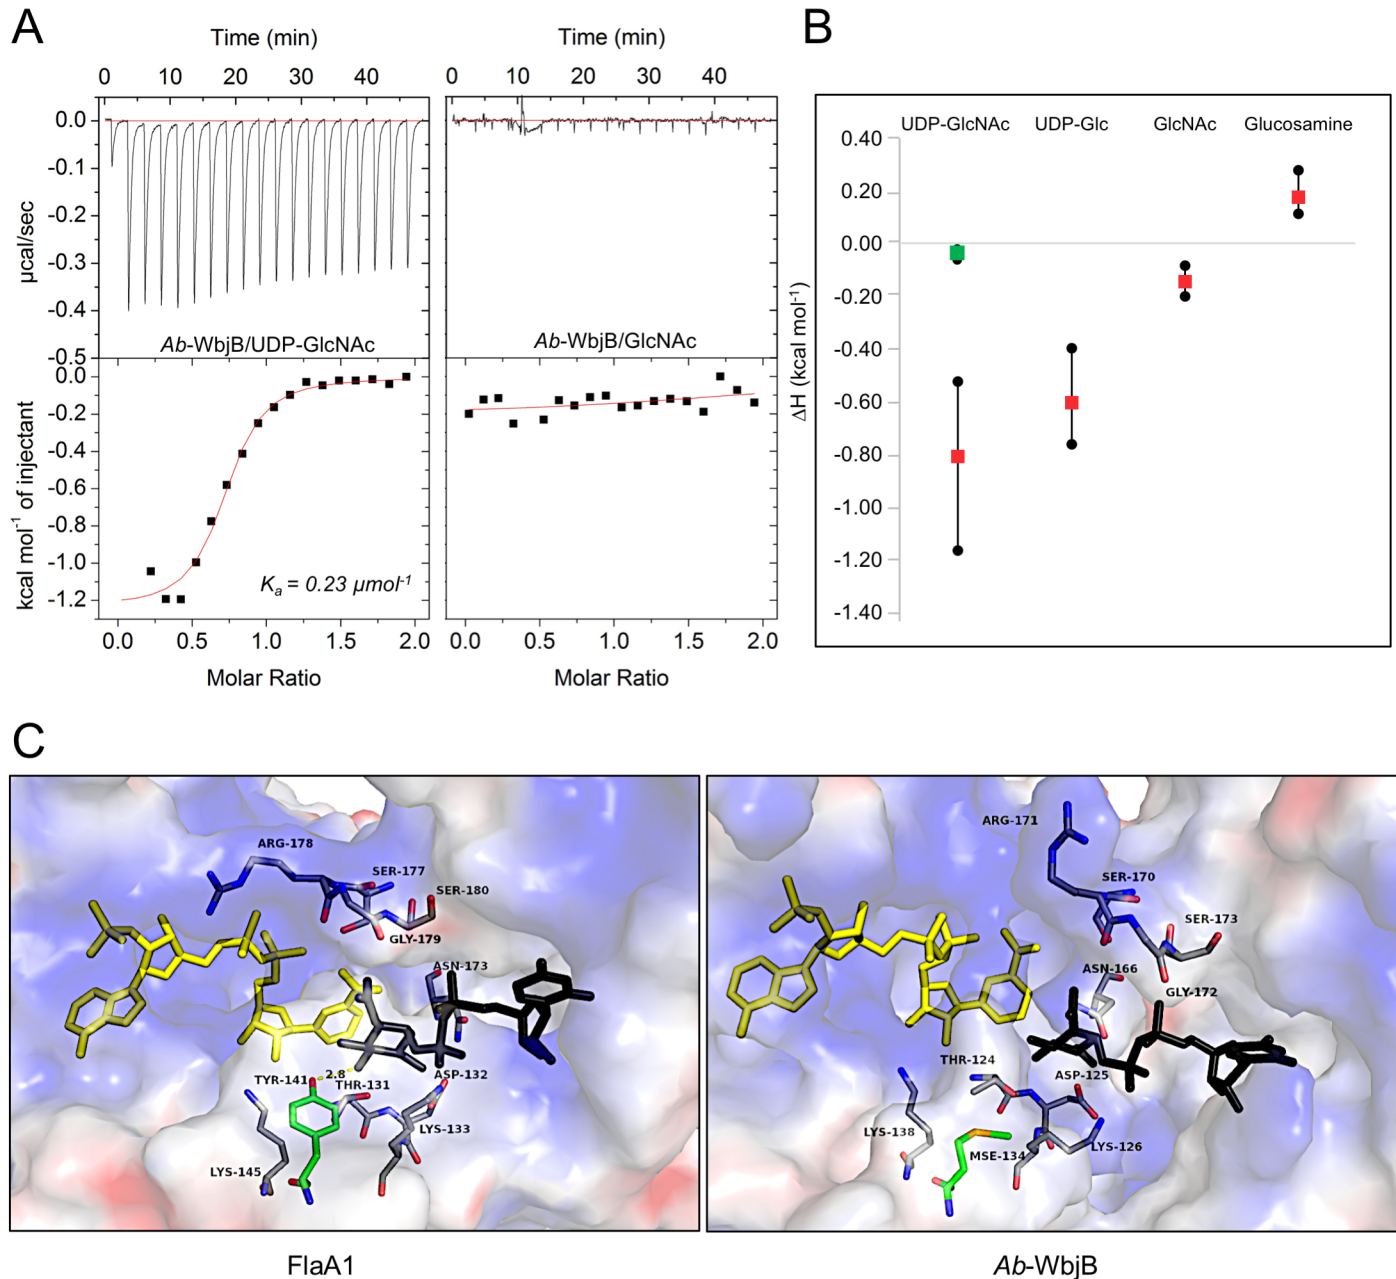 A
Time (min)
0 10 20 30 40
µcal/sec
0.0
-0.1
-0.2
-0.3
-0.4
-0.5
Ab-WbjB/UDP-GlcNAc
kcal mol-1 of injectant
0.0
-0.2
-0.4
-0.6
-0.8
-1.0
-1.2
Ka = 0.23 µmol-1
0.0 0.5 1.0 1.5 2.0
Molar Ratio
Time (min)
0 10 20 30 40
Ab-WbjB/GlcNAc
0.0 0.5 1.0 1.5 2.0
Molar Ratio
B
UDP-GlcNAc UDP-Glc GlcNAc Glucosamine
ΔH (kcal mol-1)
0.40
0.20
0.00
-0.20
-0.40
-0.60
-0.80
-1.00
-1.20
-1.40
C
ARG-178
SER-177
SER-180
GLY-179
ASN-173
2.8
TYR-141
THR-131
ASP-132
LYS-133
LYS-145
FlaA1
ARG-171
SER-170
SER-173
ASN-166
GLY-172
THR-124
ASP-125
LYS-138
MSE-134
LYS-126
Ab-WbjB